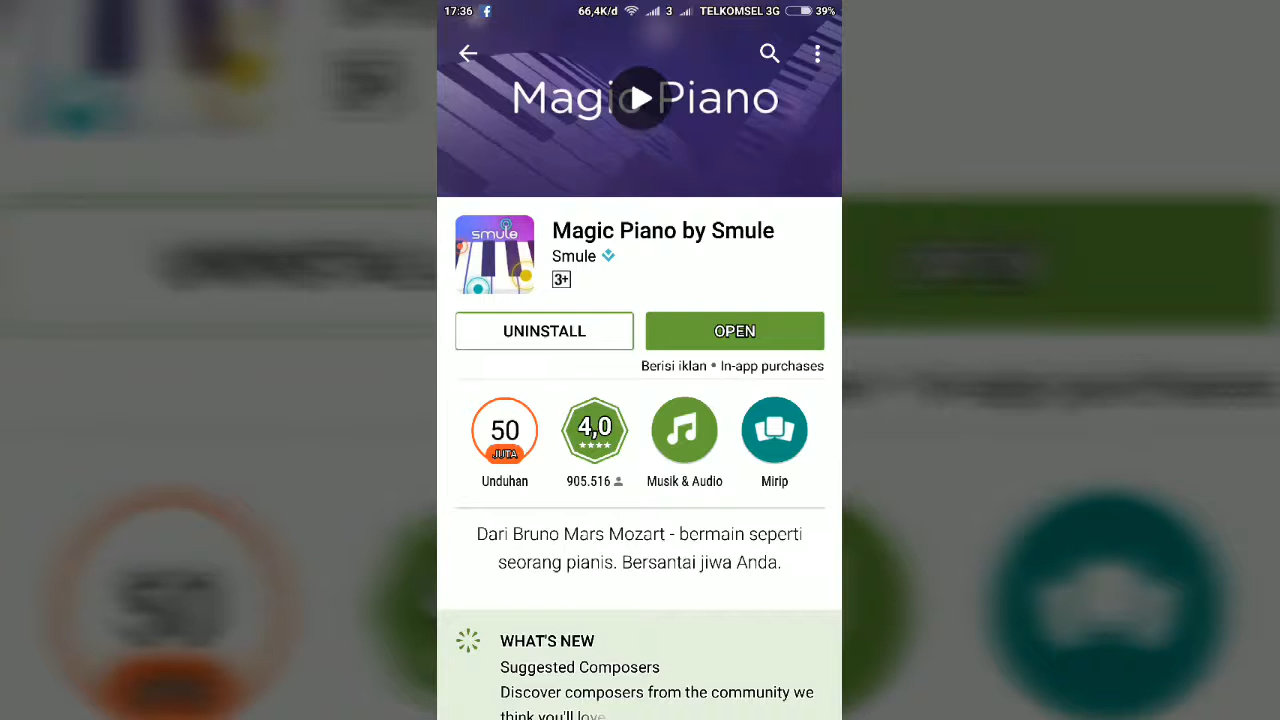 17:36 66,4K/d 3 TELKOMSEL 3G 39%
Magic Piano
smule
Magic Piano by Smule
Smule
3+
UNINSTALL OPEN
Berisi iklan • In-app purchases
50 JUTA 4,0
Unduhan 905.516 Musik & Audio Mirip
Dari Bruno Mars Mozart - bermain seperti
seorang pianis. Bersantai jiwa Anda.
WHAT'S NEW
Suggested Composers
Discover composers from the community we
think you'll love